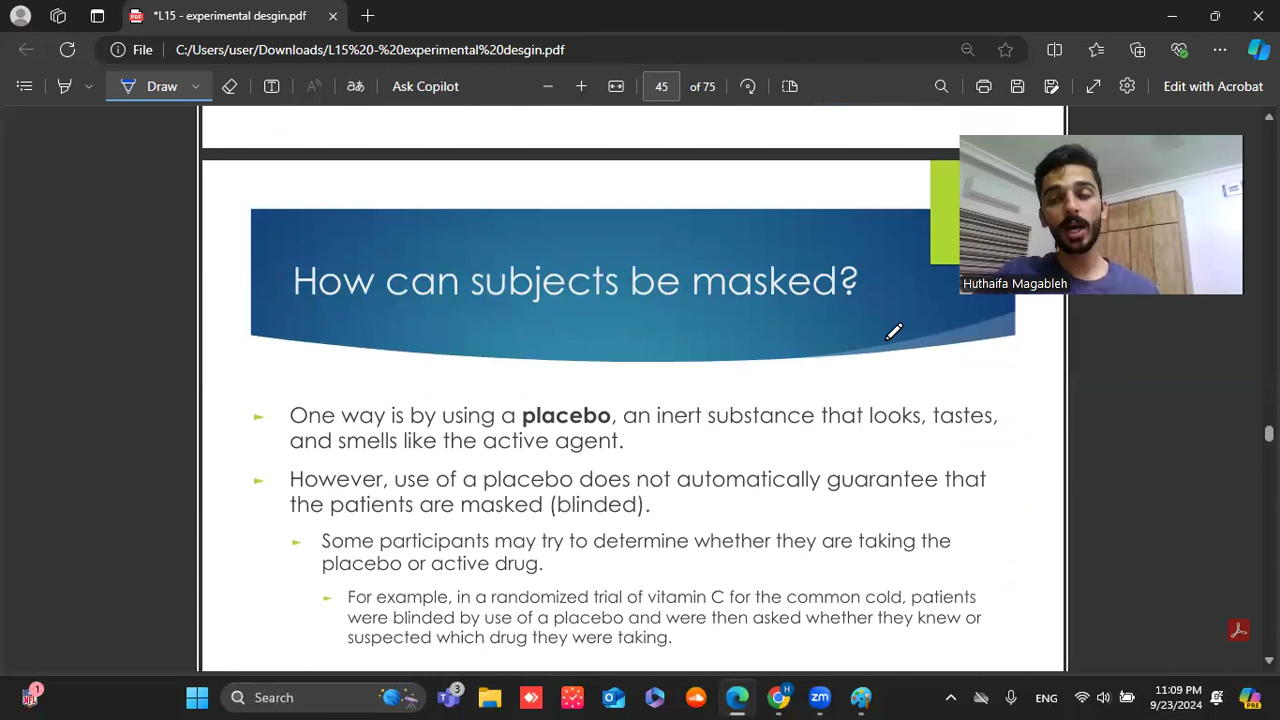 *L15 - experimental desgin.pdf
File
C:/Users/user/Downloads/L15%20-%20experimental%20desgin.pdf
Draw
aあ
Ask Copilot
45
of 75
Edit with Acrobat
Huthaifa Magableh
How can subjects be masked?
One way is by using a placebo, an inert substance that looks, tastes,
and smells like the active agent.
However, use of a placebo does not automatically guarantee that
the patients are masked (blinded).
Some participants may try to determine whether they are taking the
placebo or active drug.
For example, in a randomized trial of vitamin C for the common cold, patients
were blinded by use of a placebo and were then asked whether they knew or
suspected which drug they were taking.
1
Search
3
H
zm
ENG
11:09 PM
9/23/2024
PRE